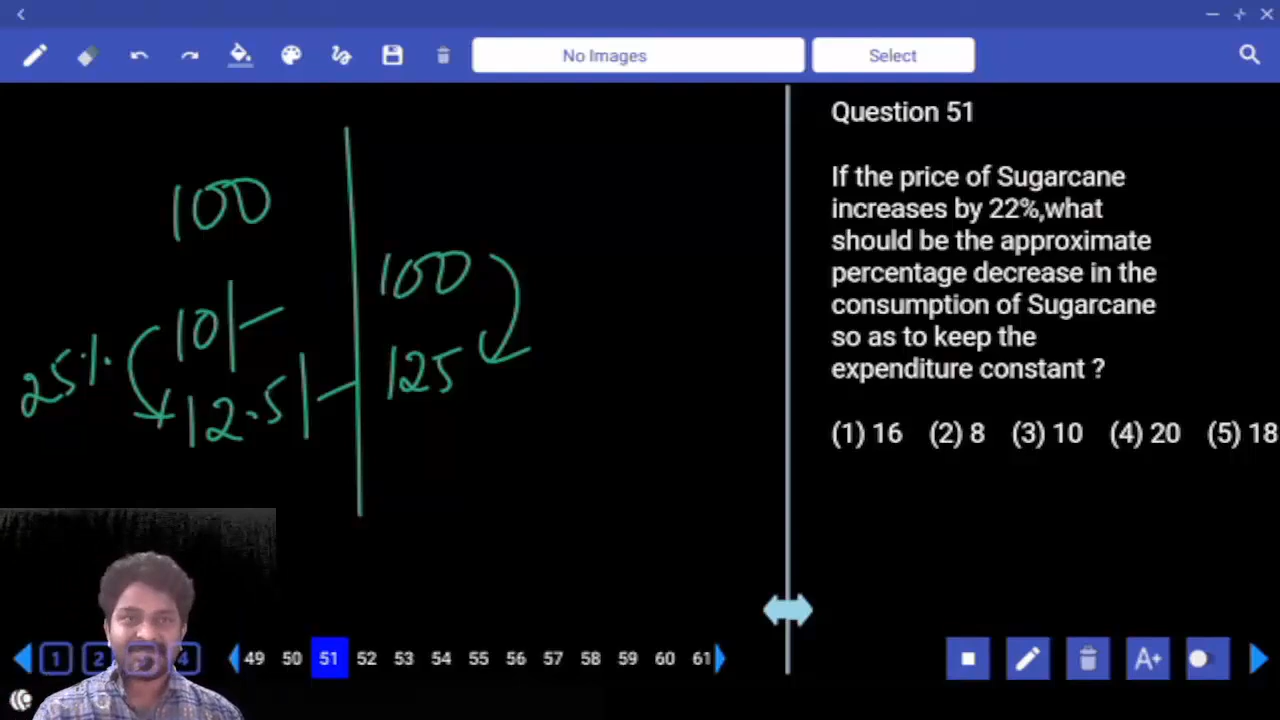 No Images
Select
100
10/-
25%
12.5/-
100
125
Question 51
If the price of Sugarcane
increases by 22%,what
should be the approximate
percentage decrease in the
consumption of Sugarcane
so as to keep the
expenditure constant ?
(1) 16 (2) 8 (3) 10 (4) 20 (5) 18
1 2 4
49 50 51 52 53 54 55 56 57 58 59 60 61
A+